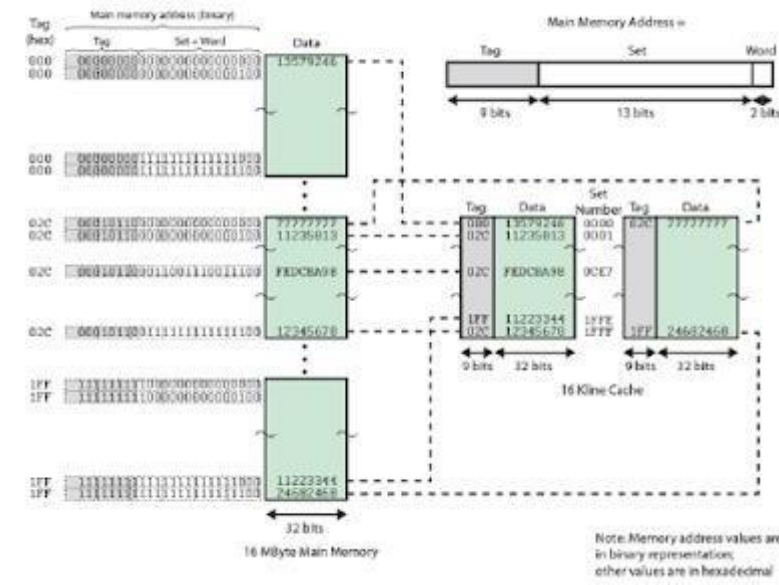 Main memory address (binary)
Tag
(hex)
Tag
Set + Word
Data
000
13579246
000
000
000
02C
77777777
02C
11235813
02C
FEDCBA98
02C
12345678
1FF
1FF
1FF
11223344
1FF
24682468
32 bits
16 MByte Main Memory
Main Memory Address =
Tag
Set
Word
9 bits
13 bits
2 bits
Set
Tag
Data
Number
Tag
Data
000
13579246
0000
02C
77777777
02C
11235813
0001
02C
FEDCBA98
0CE7
1FF
11223344
1FFE
02C
12345678
1FFF
1FF
24682468
9 bits
32 bits
9 bits
32 bits
16 Kline Cache
Note: Memory address values are
in binary representation;
other values are in hexadecimal